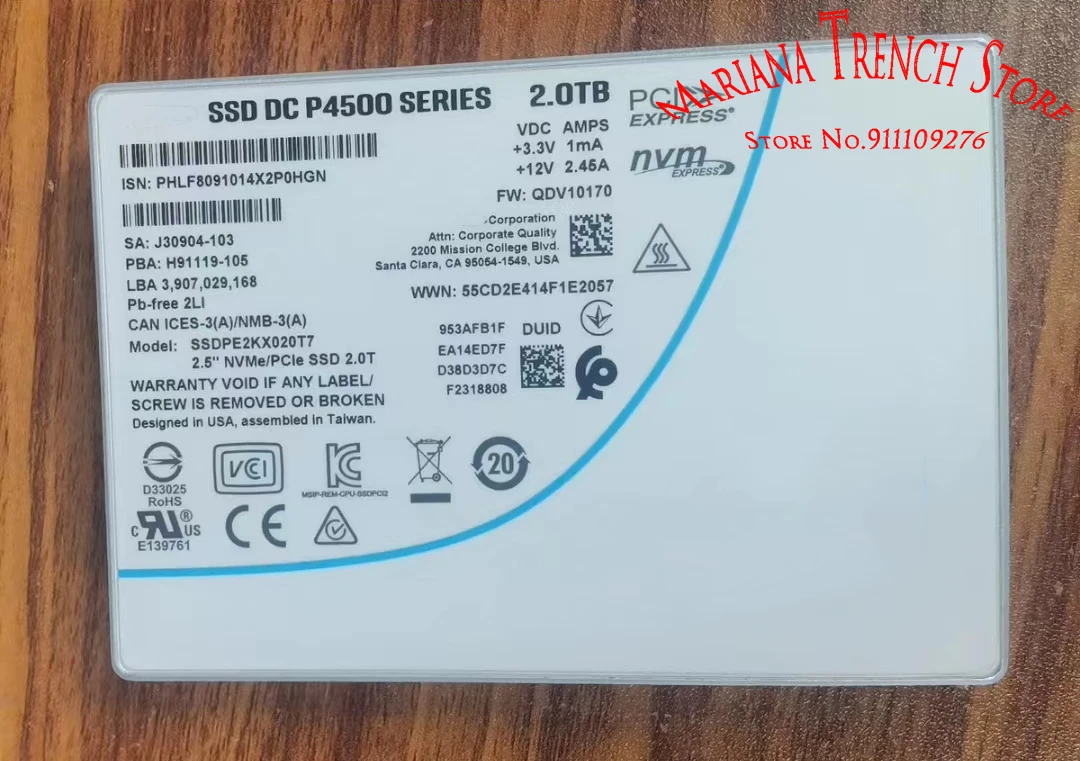 MARIANA TRENCH STORE
STORE NO.911109276
SSD DC P4500 SERIES 2.0TB
PCI
EXPRESS®
VDC AMPS
+3.3V 1mA
+12V 2.45A
nvm
EXPRESS®
ISN: PHLF8091014X2P0HGN
FW: QDV10170
Corporation
Attn: Corporate Quality
2200 Mission College Blvd.
Santa Clara, CA 95054-1549, USA
SA: J30904-103
PBA: H91119-105
LBA 3,907,029,168
Pb-free 2LI
WWN: 55CD2E414F1E2057
CAN ICES-3(A)/NMB-3(A)
Model: SSDPE2KX020T7
2.5" NVMe/PCIe SSD 2.0T
953AFB1F DUID
EA14ED7F
D38D3D7C
F2318808
WARRANTY VOID IF ANY LABEL/
SCREW IS REMOVED OR BROKEN
Designed in USA, assembled in Taiwan.
D33025
RoHS
VCI
KC
MSIP-REM-CPU-SSDPCI2
20
c RU® US
E139761
CE